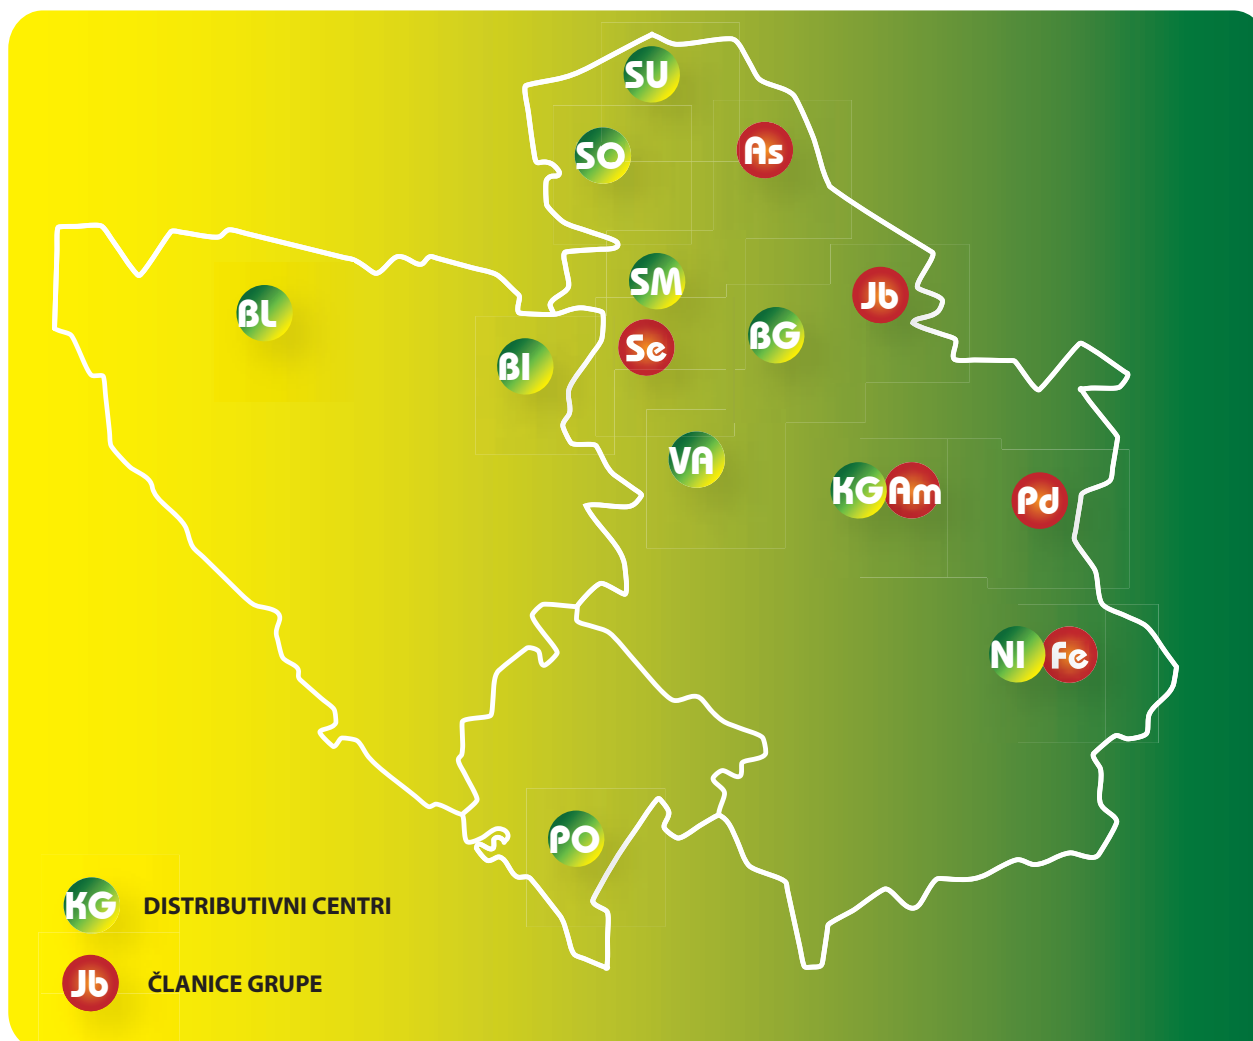 SU
SO
As
SM
BL
Jb
BG
Se
BI
VA
KG Am
Pd
NI Fe
PO
KG DISTRIBUTIVNI CENTRI
Jb ČLANICE GRUPE